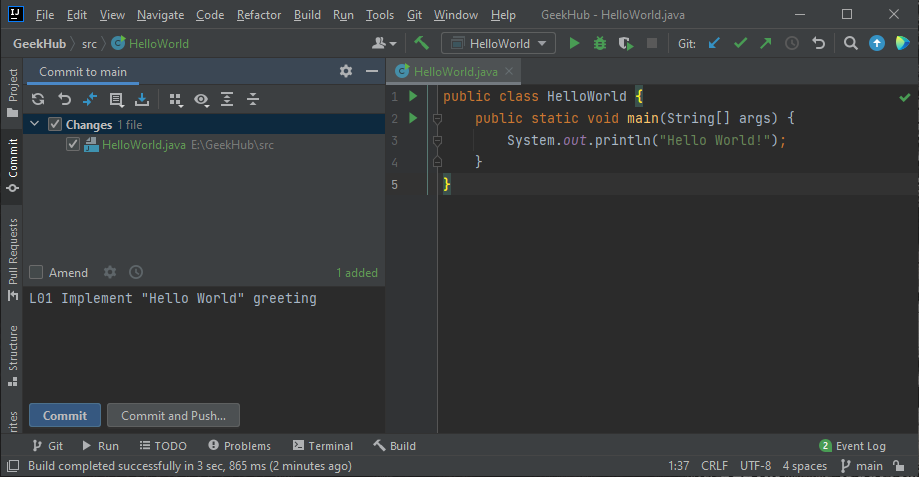 IJ File Edit View Navigate Code Refactor Build Run Tools Git Window Help GeekHub - HelloWorld.java
GeekHub src HelloWorld HelloWorld Git:
Project
Commit
Pull Requests
Structure
rites
Commit to main
Changes 1 file
HelloWorld.java E:\GeekHub\src
Amend 1 added
L01 Implement "Hello World" greeting
Commit Commit and Push...
HelloWorld.java
1 public class HelloWorld {
2 public static void main(String[] args) {
3 System.out.println("Hello World!");
4 }
5 }
Git Run TODO Problems Terminal Build 2 Event Log
Build completed successfully in 3 sec, 865 ms (2 minutes ago) 1:37 CRLF UTF-8 4 spaces main